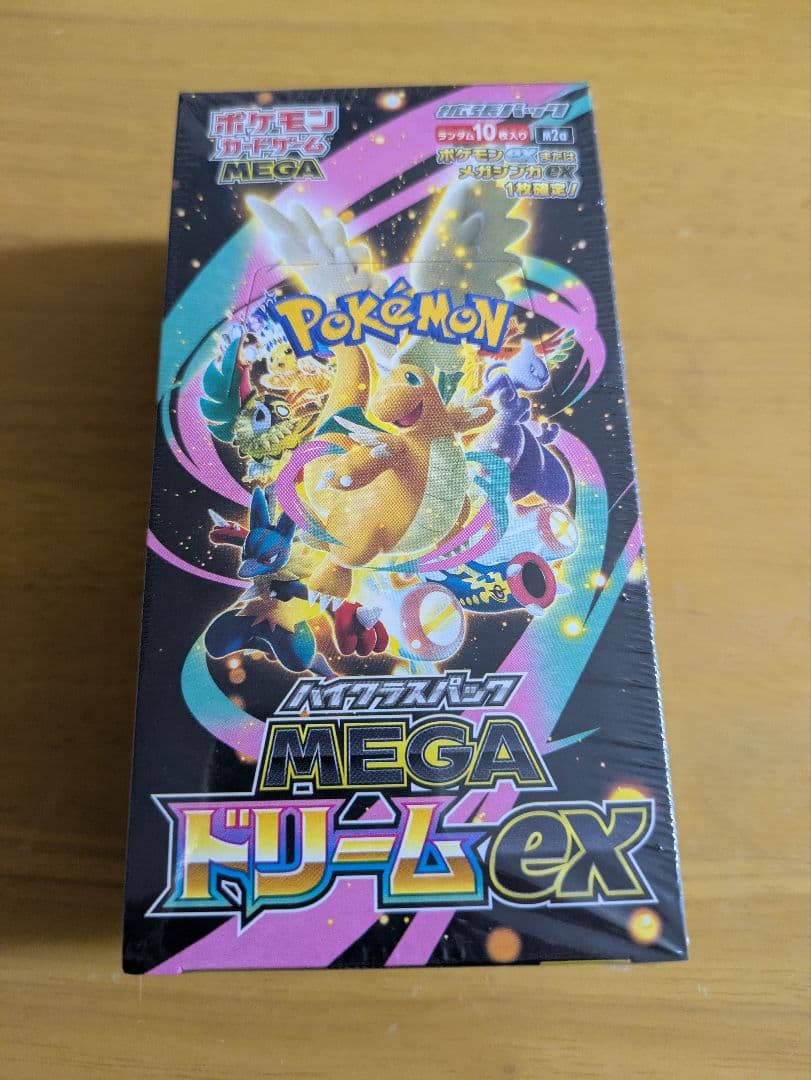 ポケモン
カードゲーム
MEGA
拡張パック
ランダム10枚入り
M2a
ポケモンexまたは
メガシンカex
1枚確定!
POKéMON
ハイクラスパック
MEGA
ドリームex